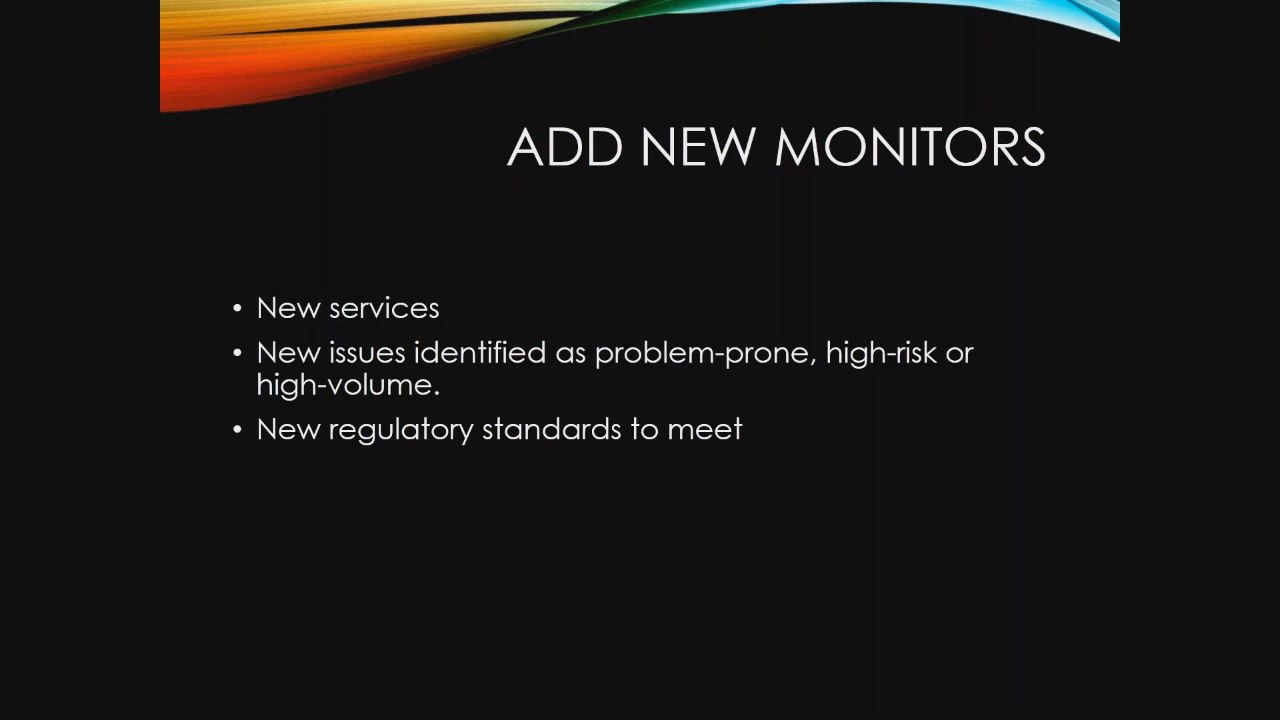 ADD NEW MONITORS
• New services
• New issues identified as problem-prone, high-risk or
high-volume.
• New regulatory standards to meet